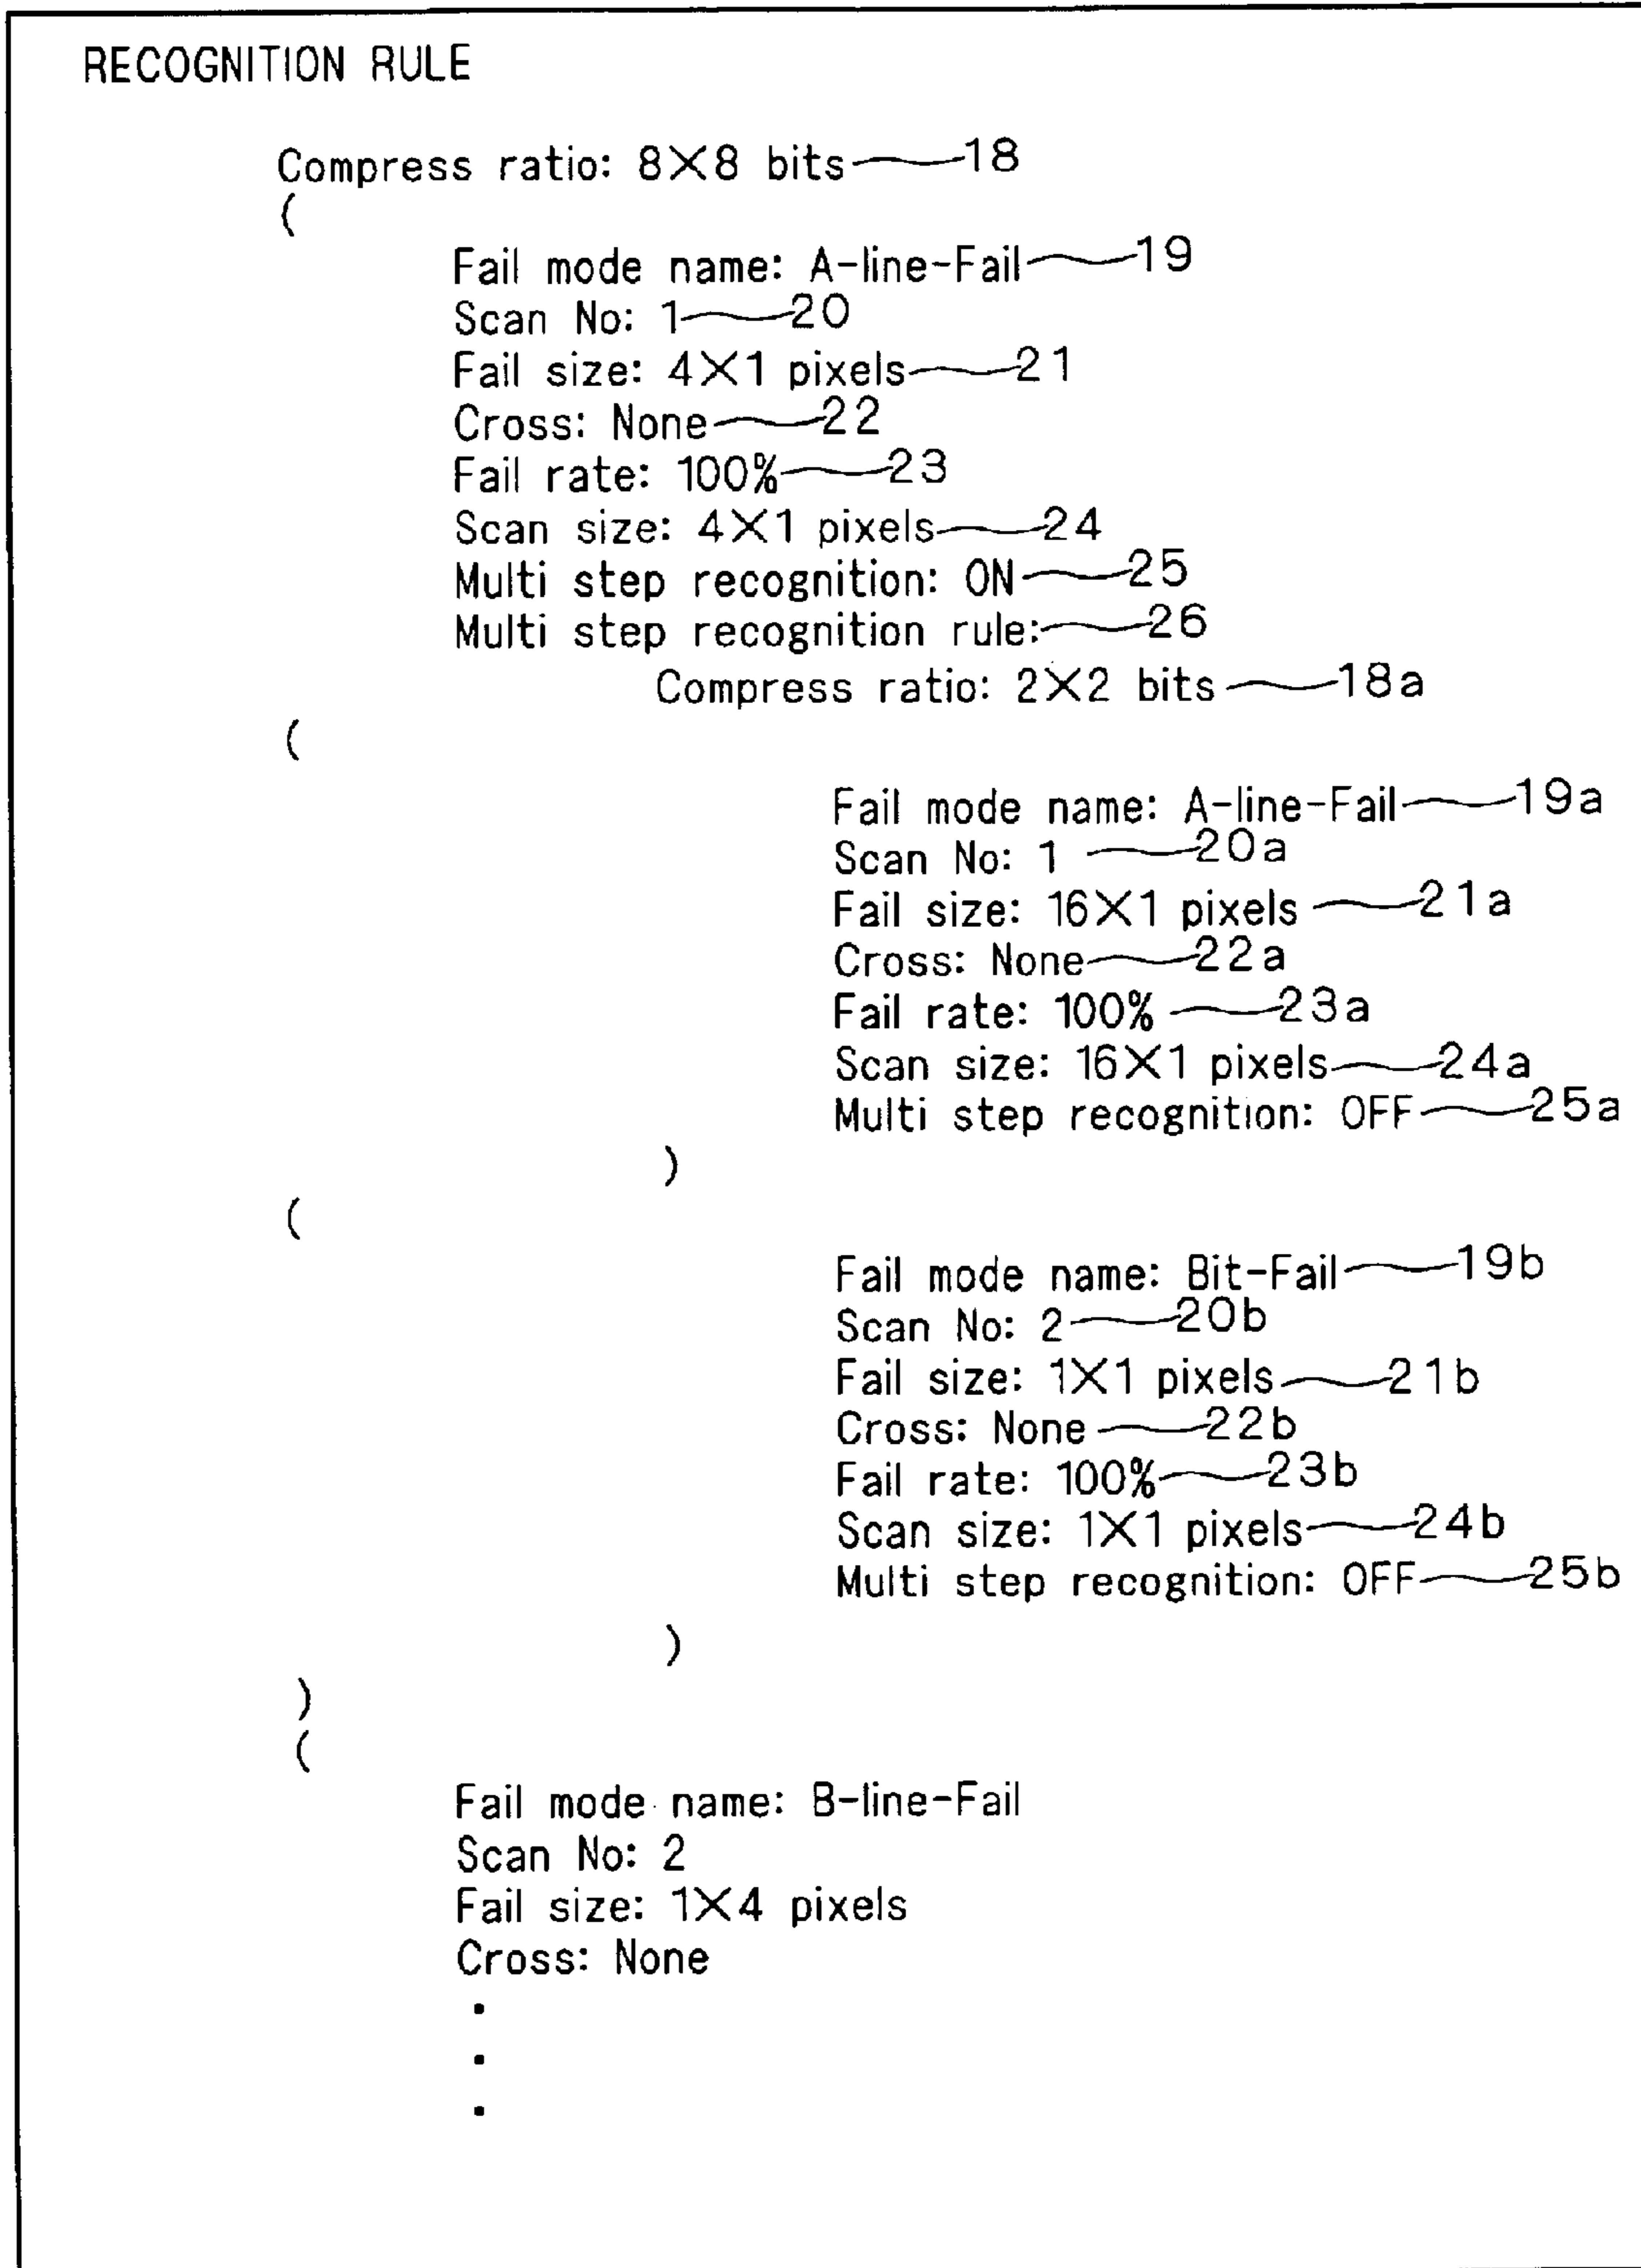 RECOGNITION RULE
Compress ratio: 8×8 bits 18
(
Fail mode name: A-line-Fail 19
Scan No: 1 20
Fail size: 4×1 pixels 21
Cross: None 22
Fail rate: 100% 23
Scan size: 4×1 pixels 24
Multi step recognition: ON 25
Multi step recognition rule: 26
Compress ratio: 2×2 bits 18a
(
Fail mode name: A-line-Fail 19a
Scan No: 1 20a
Fail size: 16×1 pixels 21a
Cross: None 22a
Fail rate: 100% 23a
Scan size: 16×1 pixels 24a
Multi step recognition: OFF 25a
)
(
Fail mode name: Bit-Fail 19b
Scan No: 2 20b
Fail size: 1×1 pixels 21b
Cross: None 22b
Fail rate: 100% 23b
Scan size: 1×1 pixels 24b
Multi step recognition: OFF 25b
)
)
(
Fail mode name: B-line-Fail
Scan No: 2
Fail size: 1×4 pixels
Cross: None
.
.
.